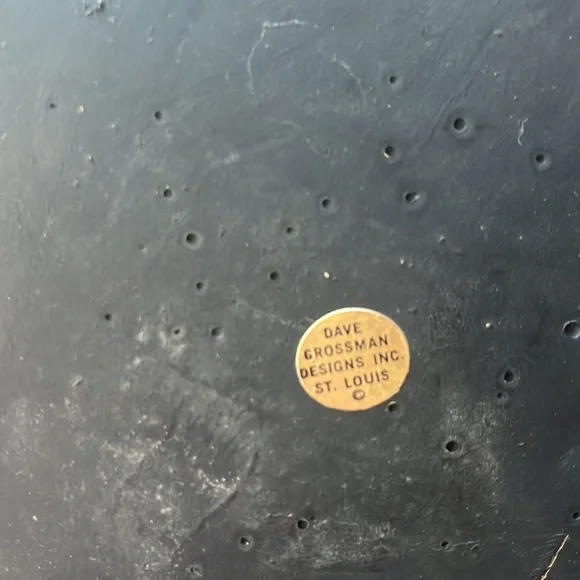 DAVE
GROSSMAN
DESIGNS INC.
ST. LOUIS
©